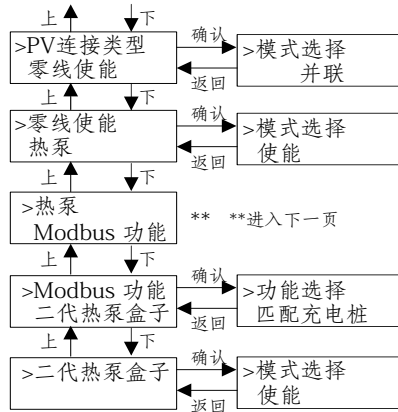 上 下
>PV连接类型 确认 >模式选择
零线使能 返回 并联
上 下
>零线使能 确认 >模式选择
热泵 返回 使能
上 下
>热泵
Modbus 功能 ** **进入下一页
上 下
>Modbus 功能 确认 >功能选择
二代热泵盒子 返回 匹配充电桩
上 下
>二代热泵盒子 确认 >模式选择
返回 使能